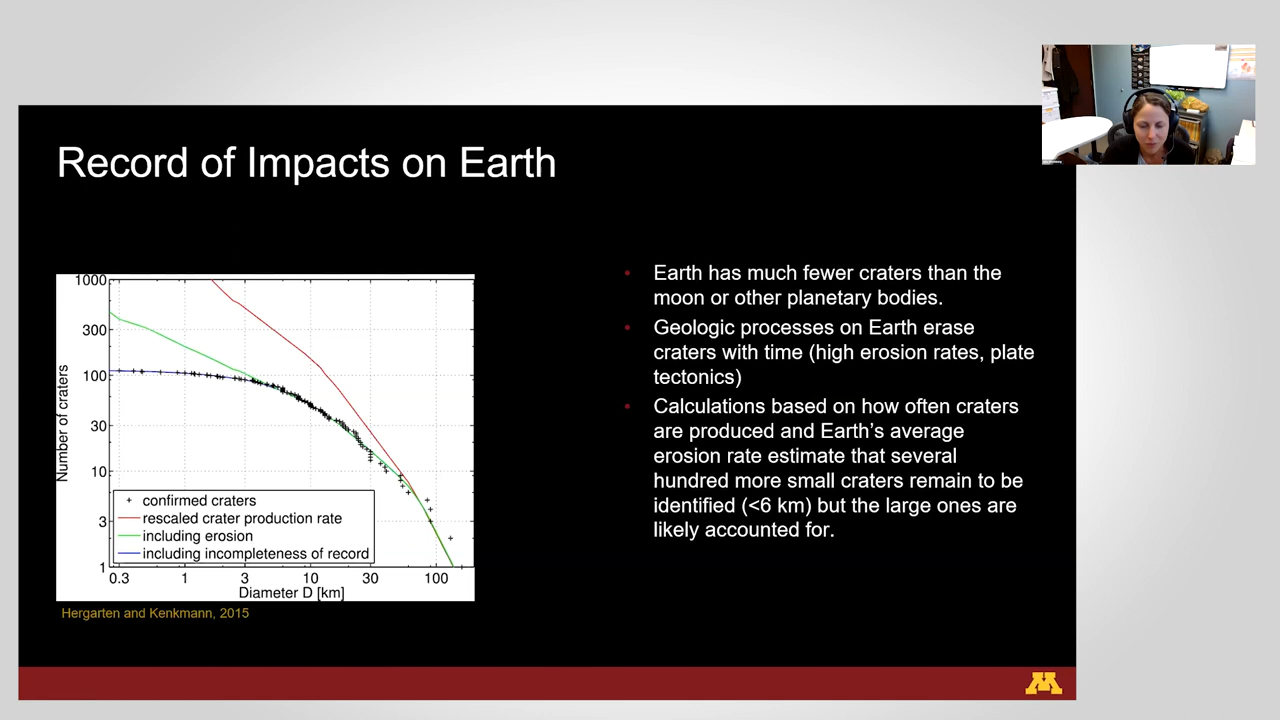 Record of Impacts on Earth
1000
300
100
30
10
3
1
Number of craters
confirmed craters
rescaled crater production rate
including erosion
including incompleteness of record
0.3 1 3 10 30 100
Diameter D [km]
Hergarten and Kenkmann, 2015
• Earth has much fewer craters than the
moon or other planetary bodies.
• Geologic processes on Earth erase
craters with time (high erosion rates, plate
tectonics)
• Calculations based on how often craters
are produced and Earth’s average
erosion rate estimate that several
hundred more small craters remain to be
identified (<6 km) but the large ones are
likely accounted for.
M